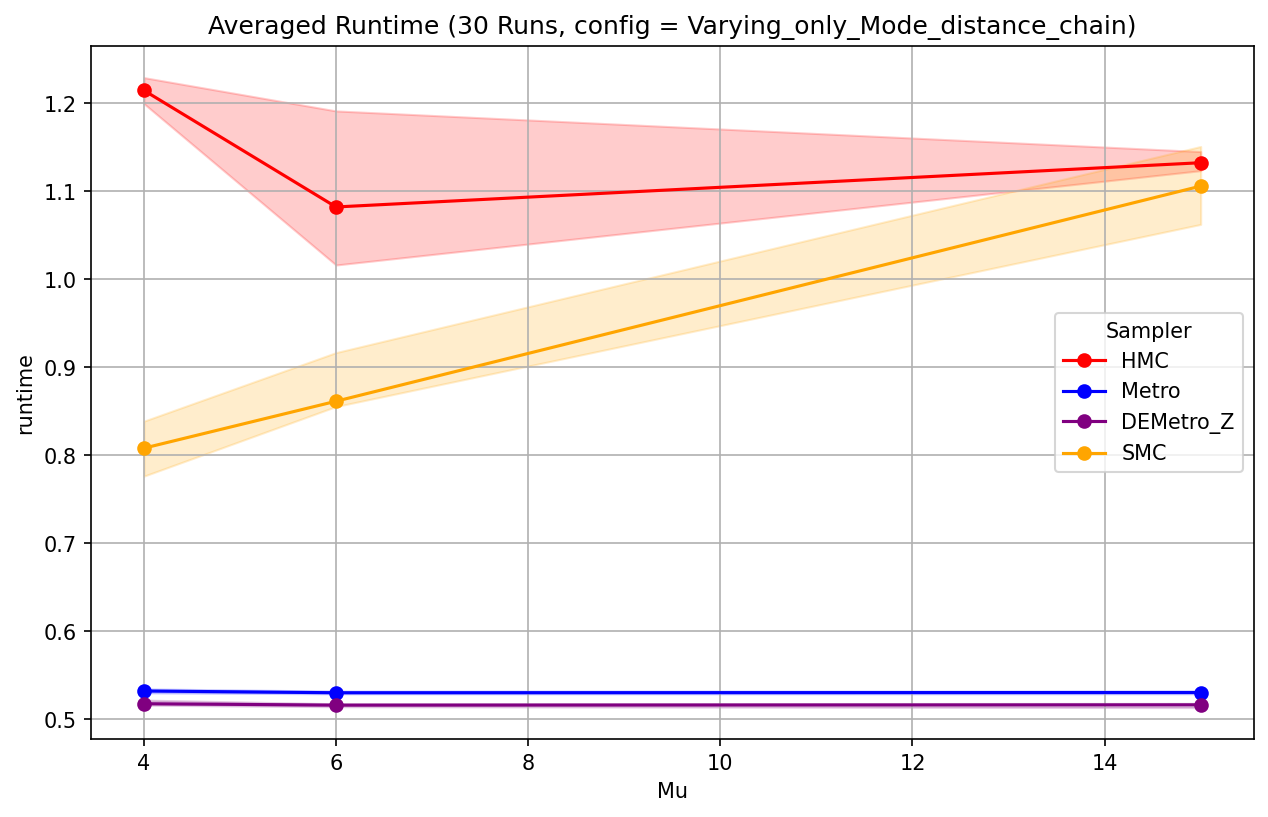 Averaged Runtime (30 Runs, config = Varying_only_Mode_distance_chain)
1.2
1.1
1.0
0.9
0.8
0.7
0.6
0.5
runtime
Sampler
HMC
Metro
DEMetro_Z
SMC
4 6 8 10 12 14
Mu